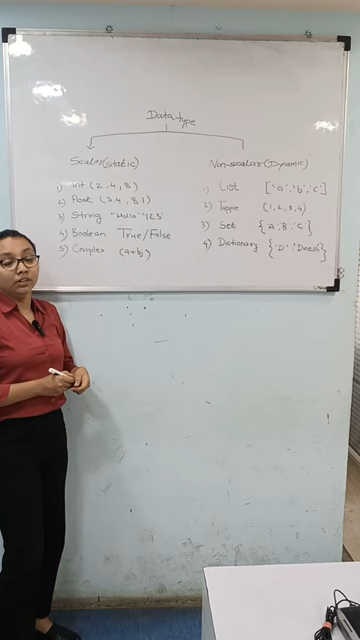 Data type
Scalar (Static)
1) int (2, 4, 8)
2) float (3.4, 8.1)
3) String "Hello" '123'
4) Boolean True/False
5) Complex (a+bj)
Non-scalar (Dynamic)
1) List ['a', 'b', 'c']
2) Tuple (1, 2, 3, 4)
3) Set {'A', 'B', 'C'}
4) Dictionary {'D' : 'Dinesh'}